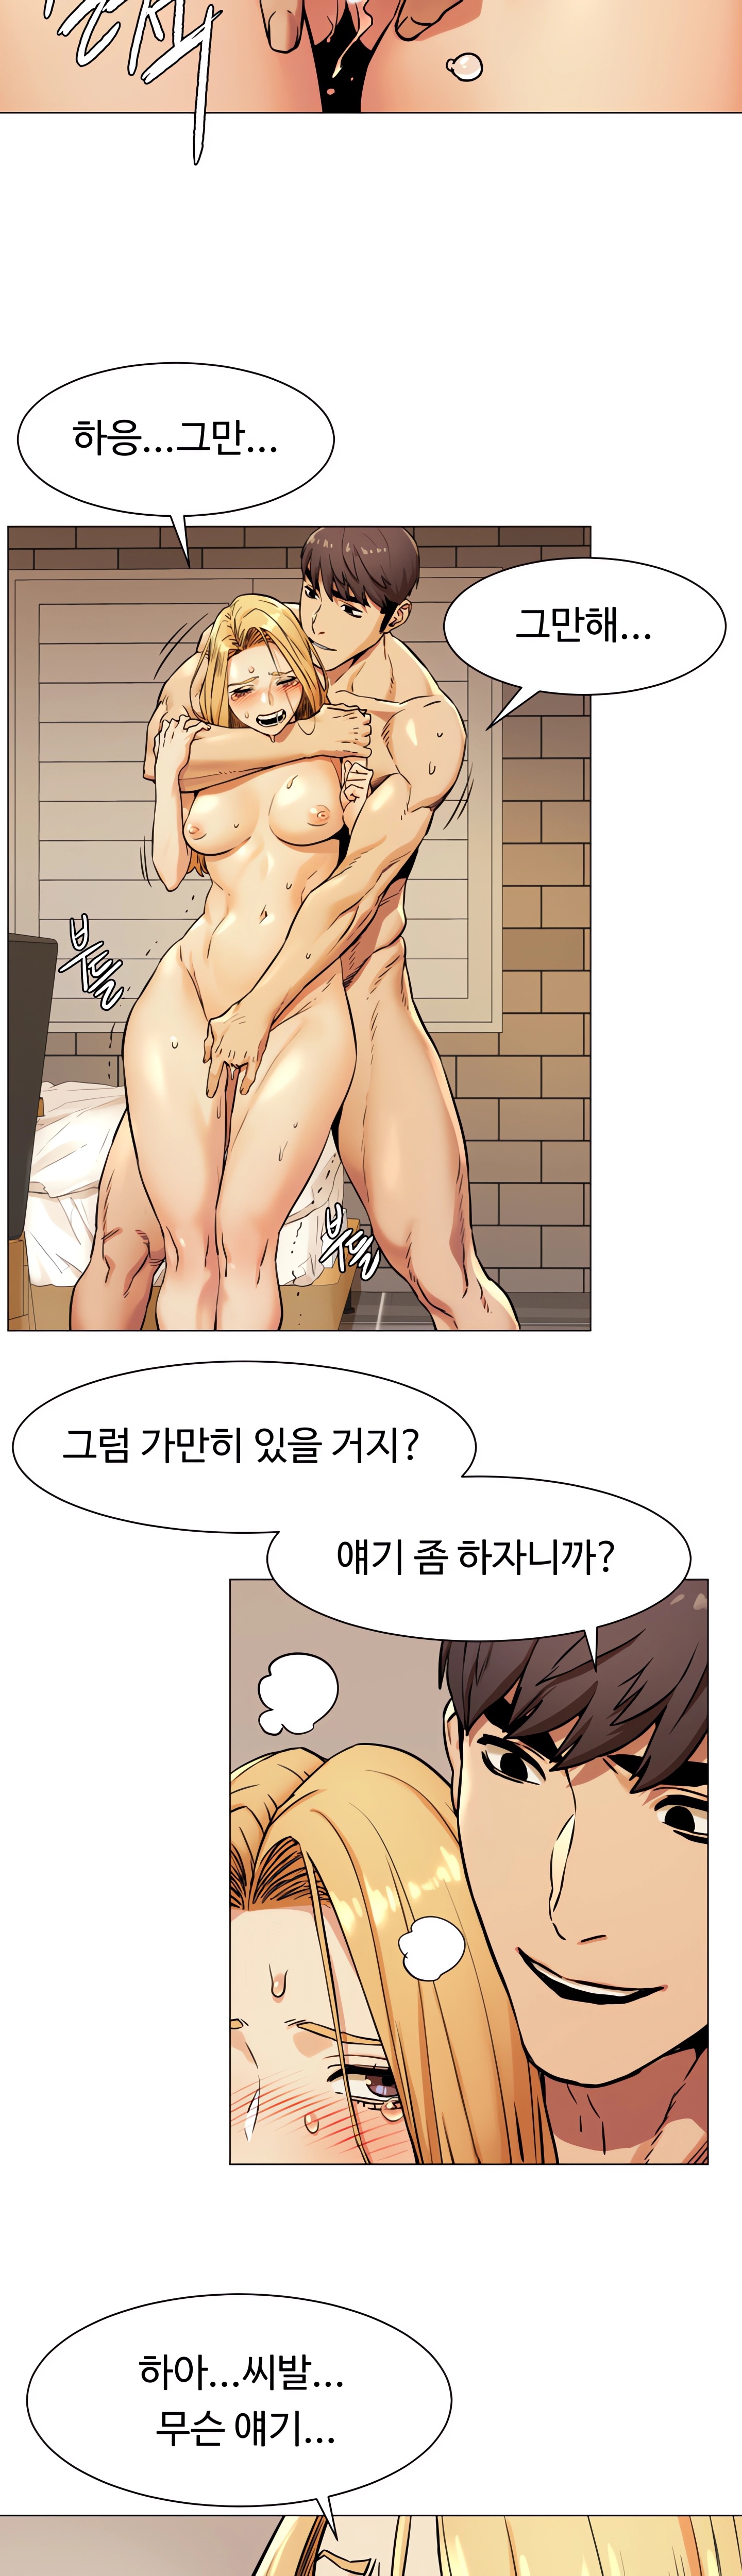 하응...그만...
그만해...
부들
부들
그럼 가만히 있을 거지?
얘기 좀 하자니까?
하아...씨발...
무슨 얘기...